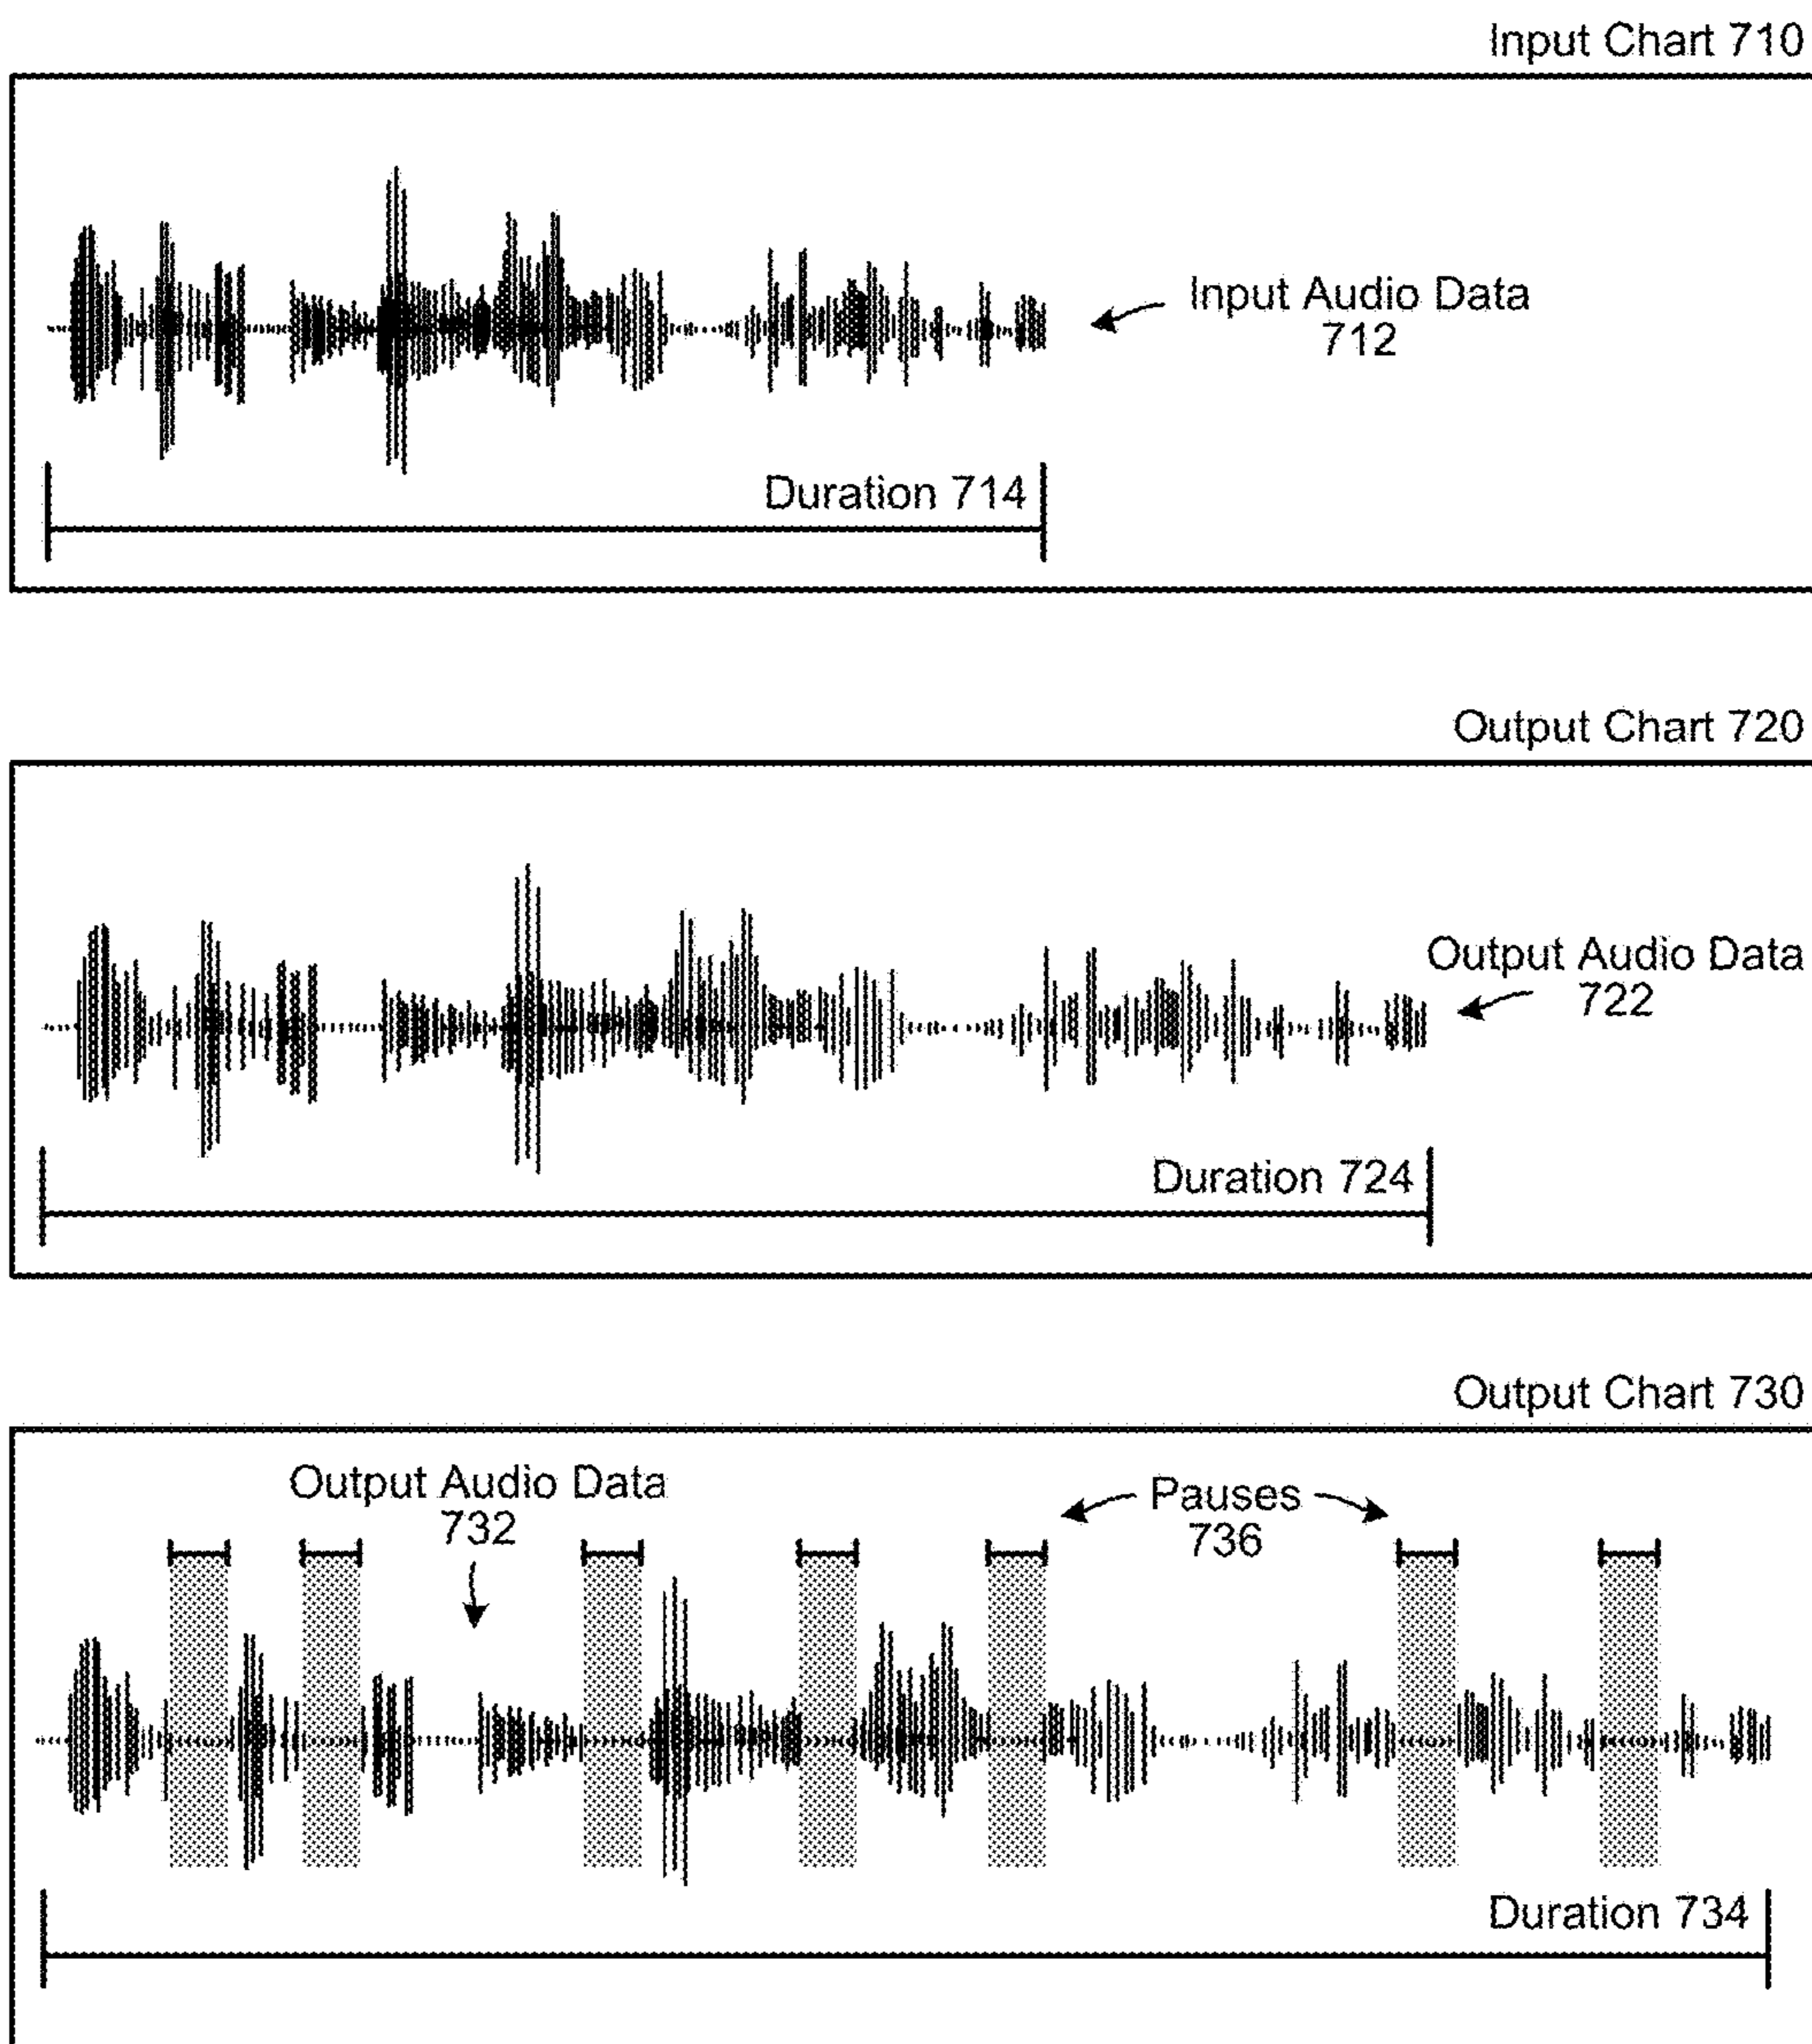 Input Chart 710
Input Audio Data
712
Duration 714
Output Chart 720
Output Audio Data
722
Duration 724
Output Chart 730
Output Audio Data
732
Pauses
736
Duration 734